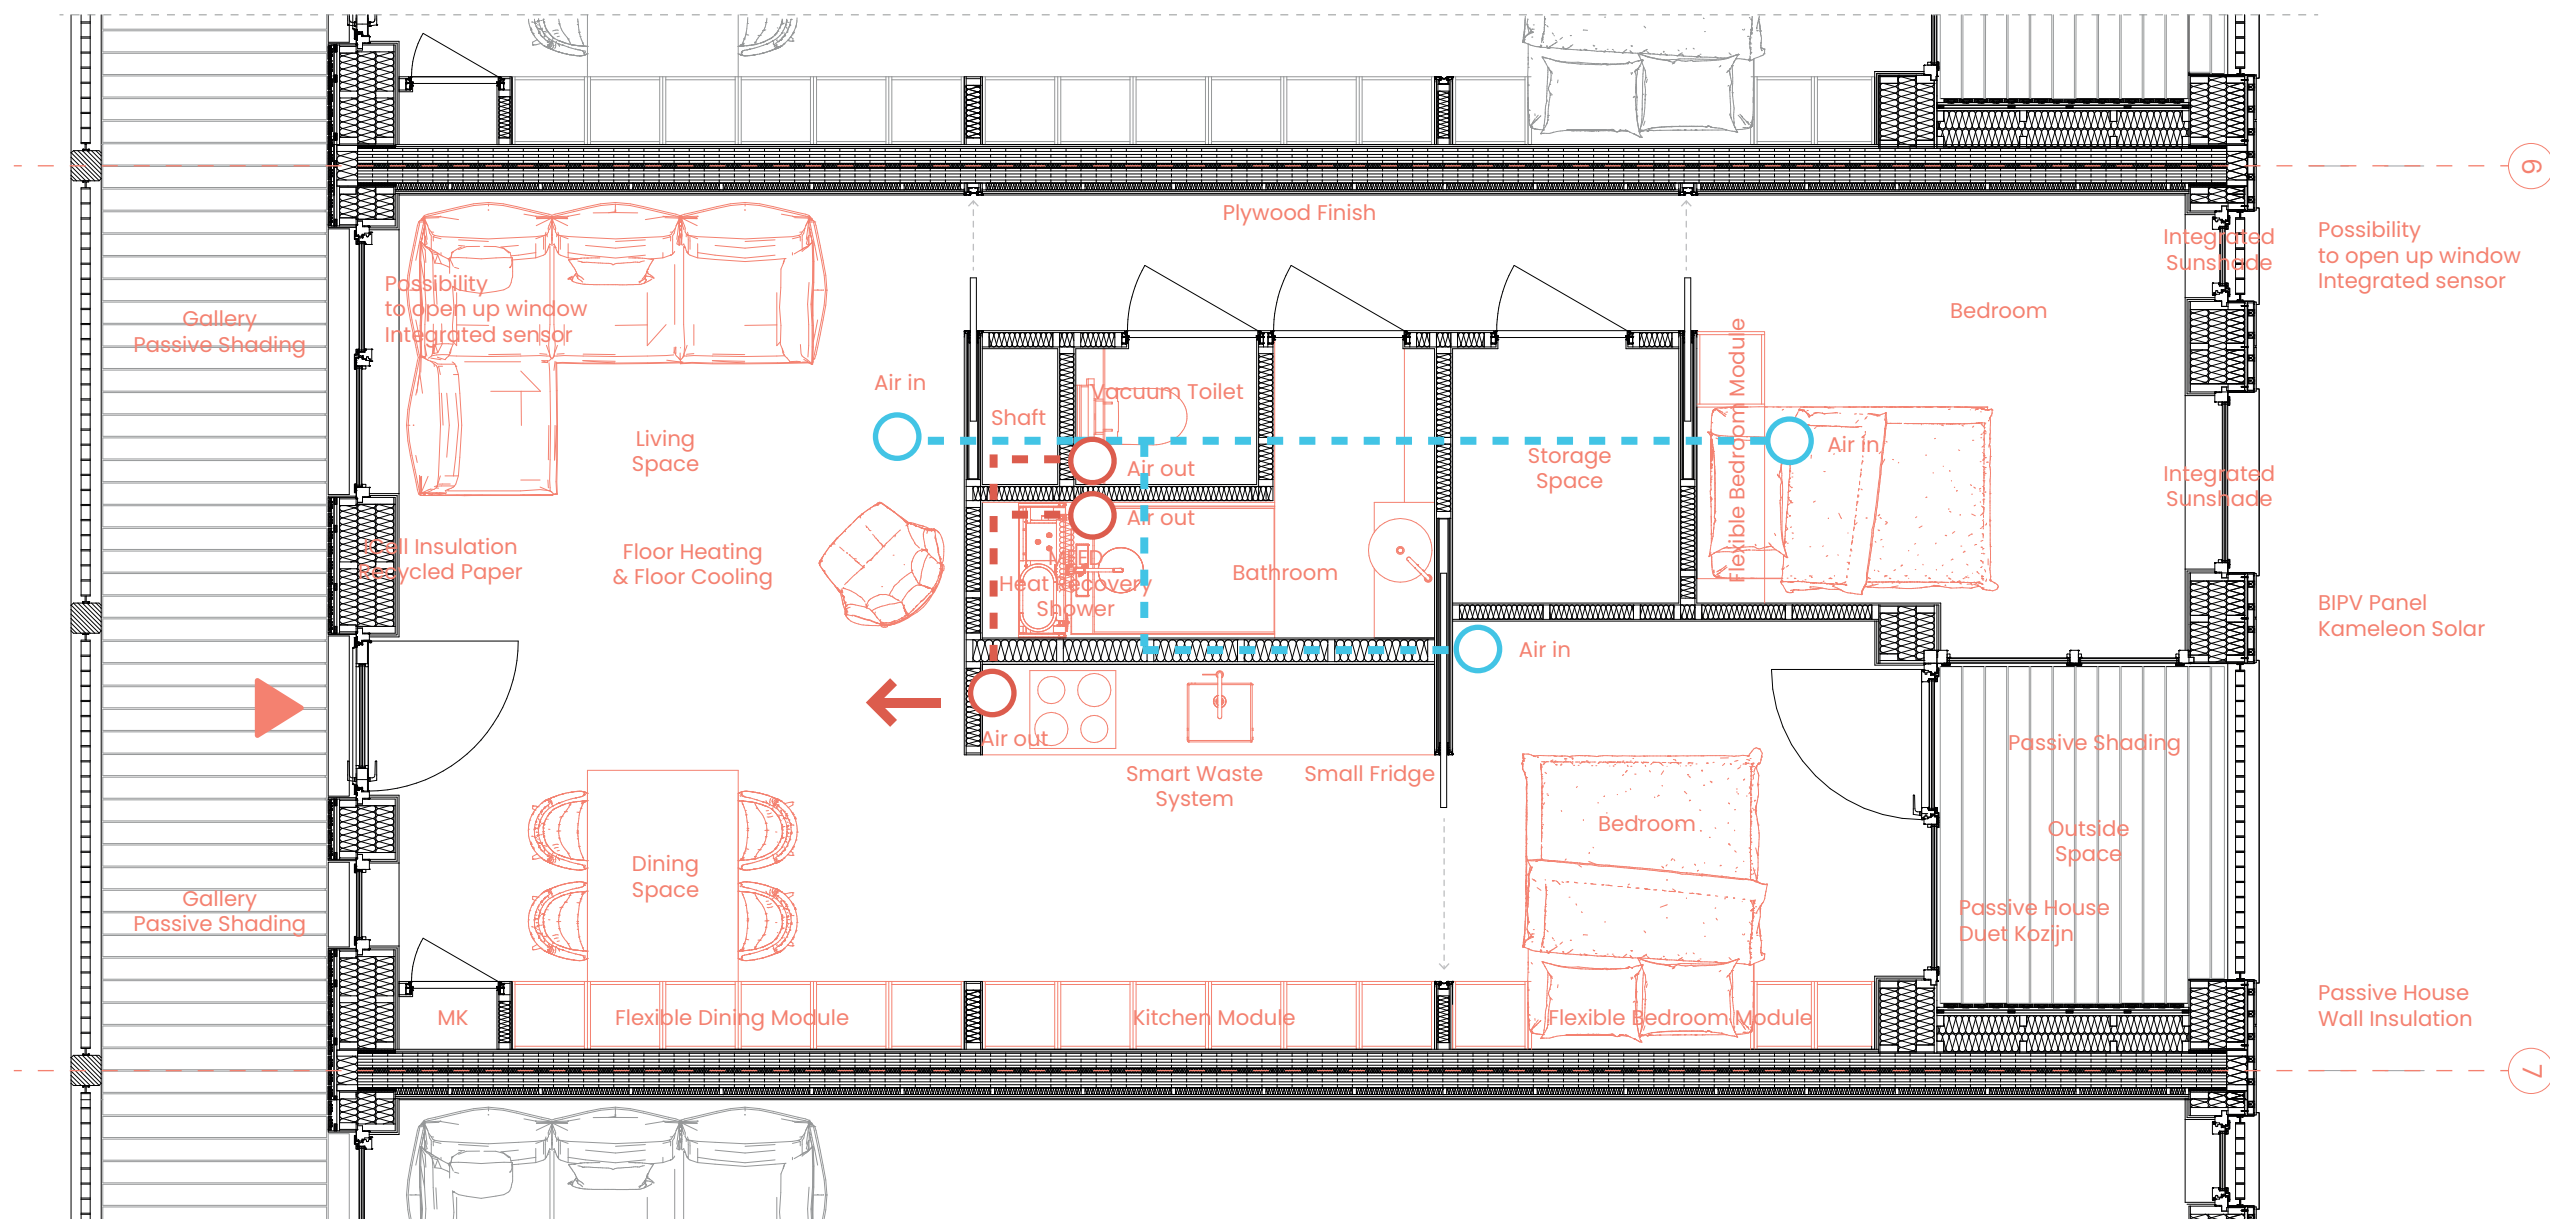 Plywood Finish
6
Integrated
Sunshade
Possibility
to open up window
Integrated sensor
Possibility
to open up window
Integrated sensor
Gallery
Passive Shading
Bedroom
Air in
Vacuum Toilet
Shaft
Living
Space
Air out
Storage
Space
Flexible Bedroom Module
Air in
Integrated
Sunshade
Air out
Insulation
Recycled Paper
Floor Heating
& Floor Cooling
Heat Recovery
Shower
Bathroom
BIPV Panel
Kameleon Solar
Air in
Air out
Passive Shading
Smart Waste
System
Small Fridge
Bedroom
Outside
Space
Dining
Space
Gallery
Passive Shading
Passive House
Duet Kozijn
MK
Flexible Dining Module
Kitchen Module
Flexible Bedroom Module
Passive House
Wall Insulation
7